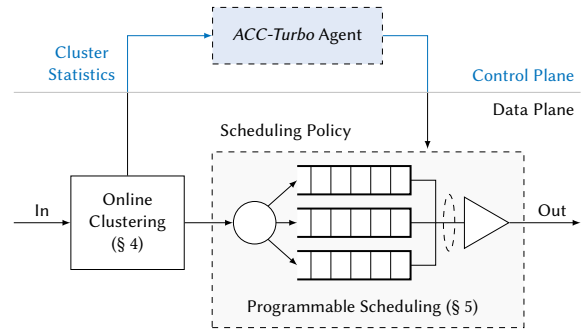 ACC-Turbo Agent
Cluster
Statistics
Control Plane
Data Plane
Scheduling Policy
In
Online
Clustering
(§ 4)
Out
Programmable Scheduling (§ 5)